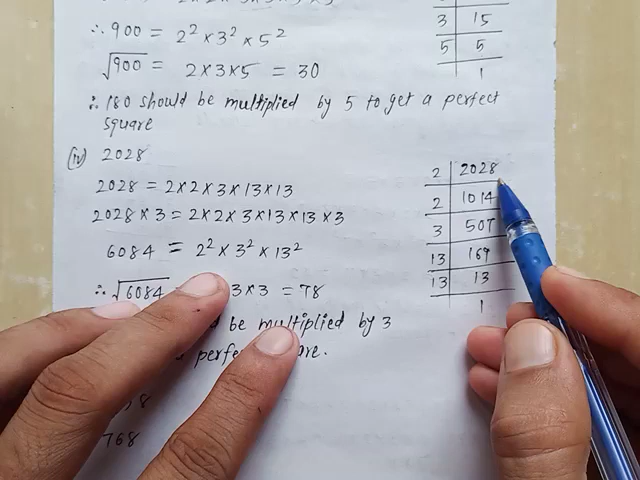 3 15
∴ 900 = 2² × 3² × 5²
5 5
√900 = 2 × 3 × 5 = 30
1
∴ 180 should be multiplied by 5 to get a perfect
square
(iv) 2028
2 2028
2028 = 2×2×3×13×13
2 1014
2028 × 3 = 2×2×3×13×13×3
3 507
6084 = 2² × 3² × 13²
13 169
13 13
∴ √6084 3×3 = 78
1
be multiplied by 3
perfe
768